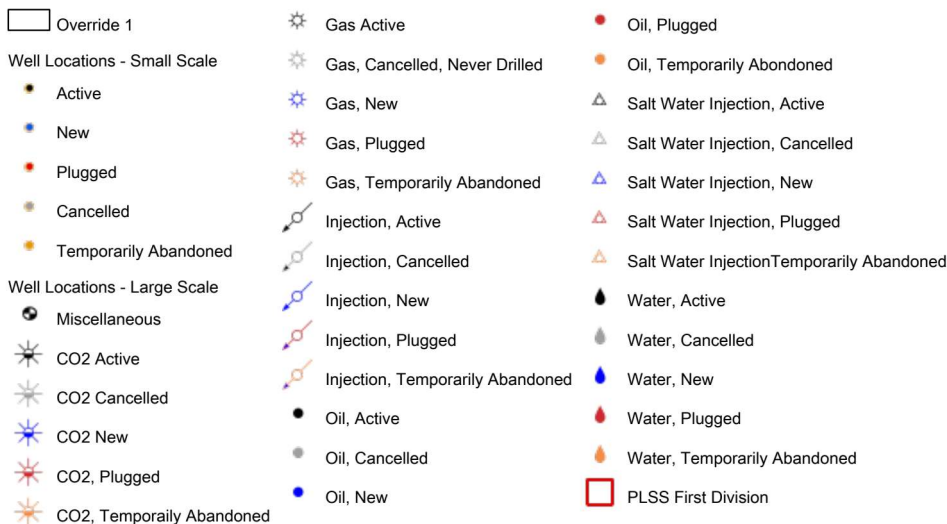 Override 1
Well Locations - Small Scale
Active
New
Plugged
Cancelled
Temporarily Abandoned
Well Locations - Large Scale
Miscellaneous
CO2 Active
CO2 Cancelled
CO2 New
CO2, Plugged
CO2, Temporaily Abandoned
Gas Active
Gas, Cancelled, Never Drilled
Gas, New
Gas, Plugged
Gas, Temporarily Abandoned
Injection, Active
Injection, Cancelled
Injection, New
Injection, Plugged
Injection, Temporarily Abandoned
Oil, Active
Oil, Cancelled
Oil, New
Oil, Plugged
Oil, Temporarily Abondoned
Salt Water Injection, Active
Salt Water Injection, Cancelled
Salt Water Injection, New
Salt Water Injection, Plugged
Salt Water InjectionTemporarily Abandoned
Water, Active
Water, Cancelled
Water, New
Water, Plugged
Water, Temporarily Abandoned
PLSS First Division